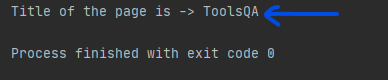 Title of the page is -> ToolsQA
Process finished with exit code 0